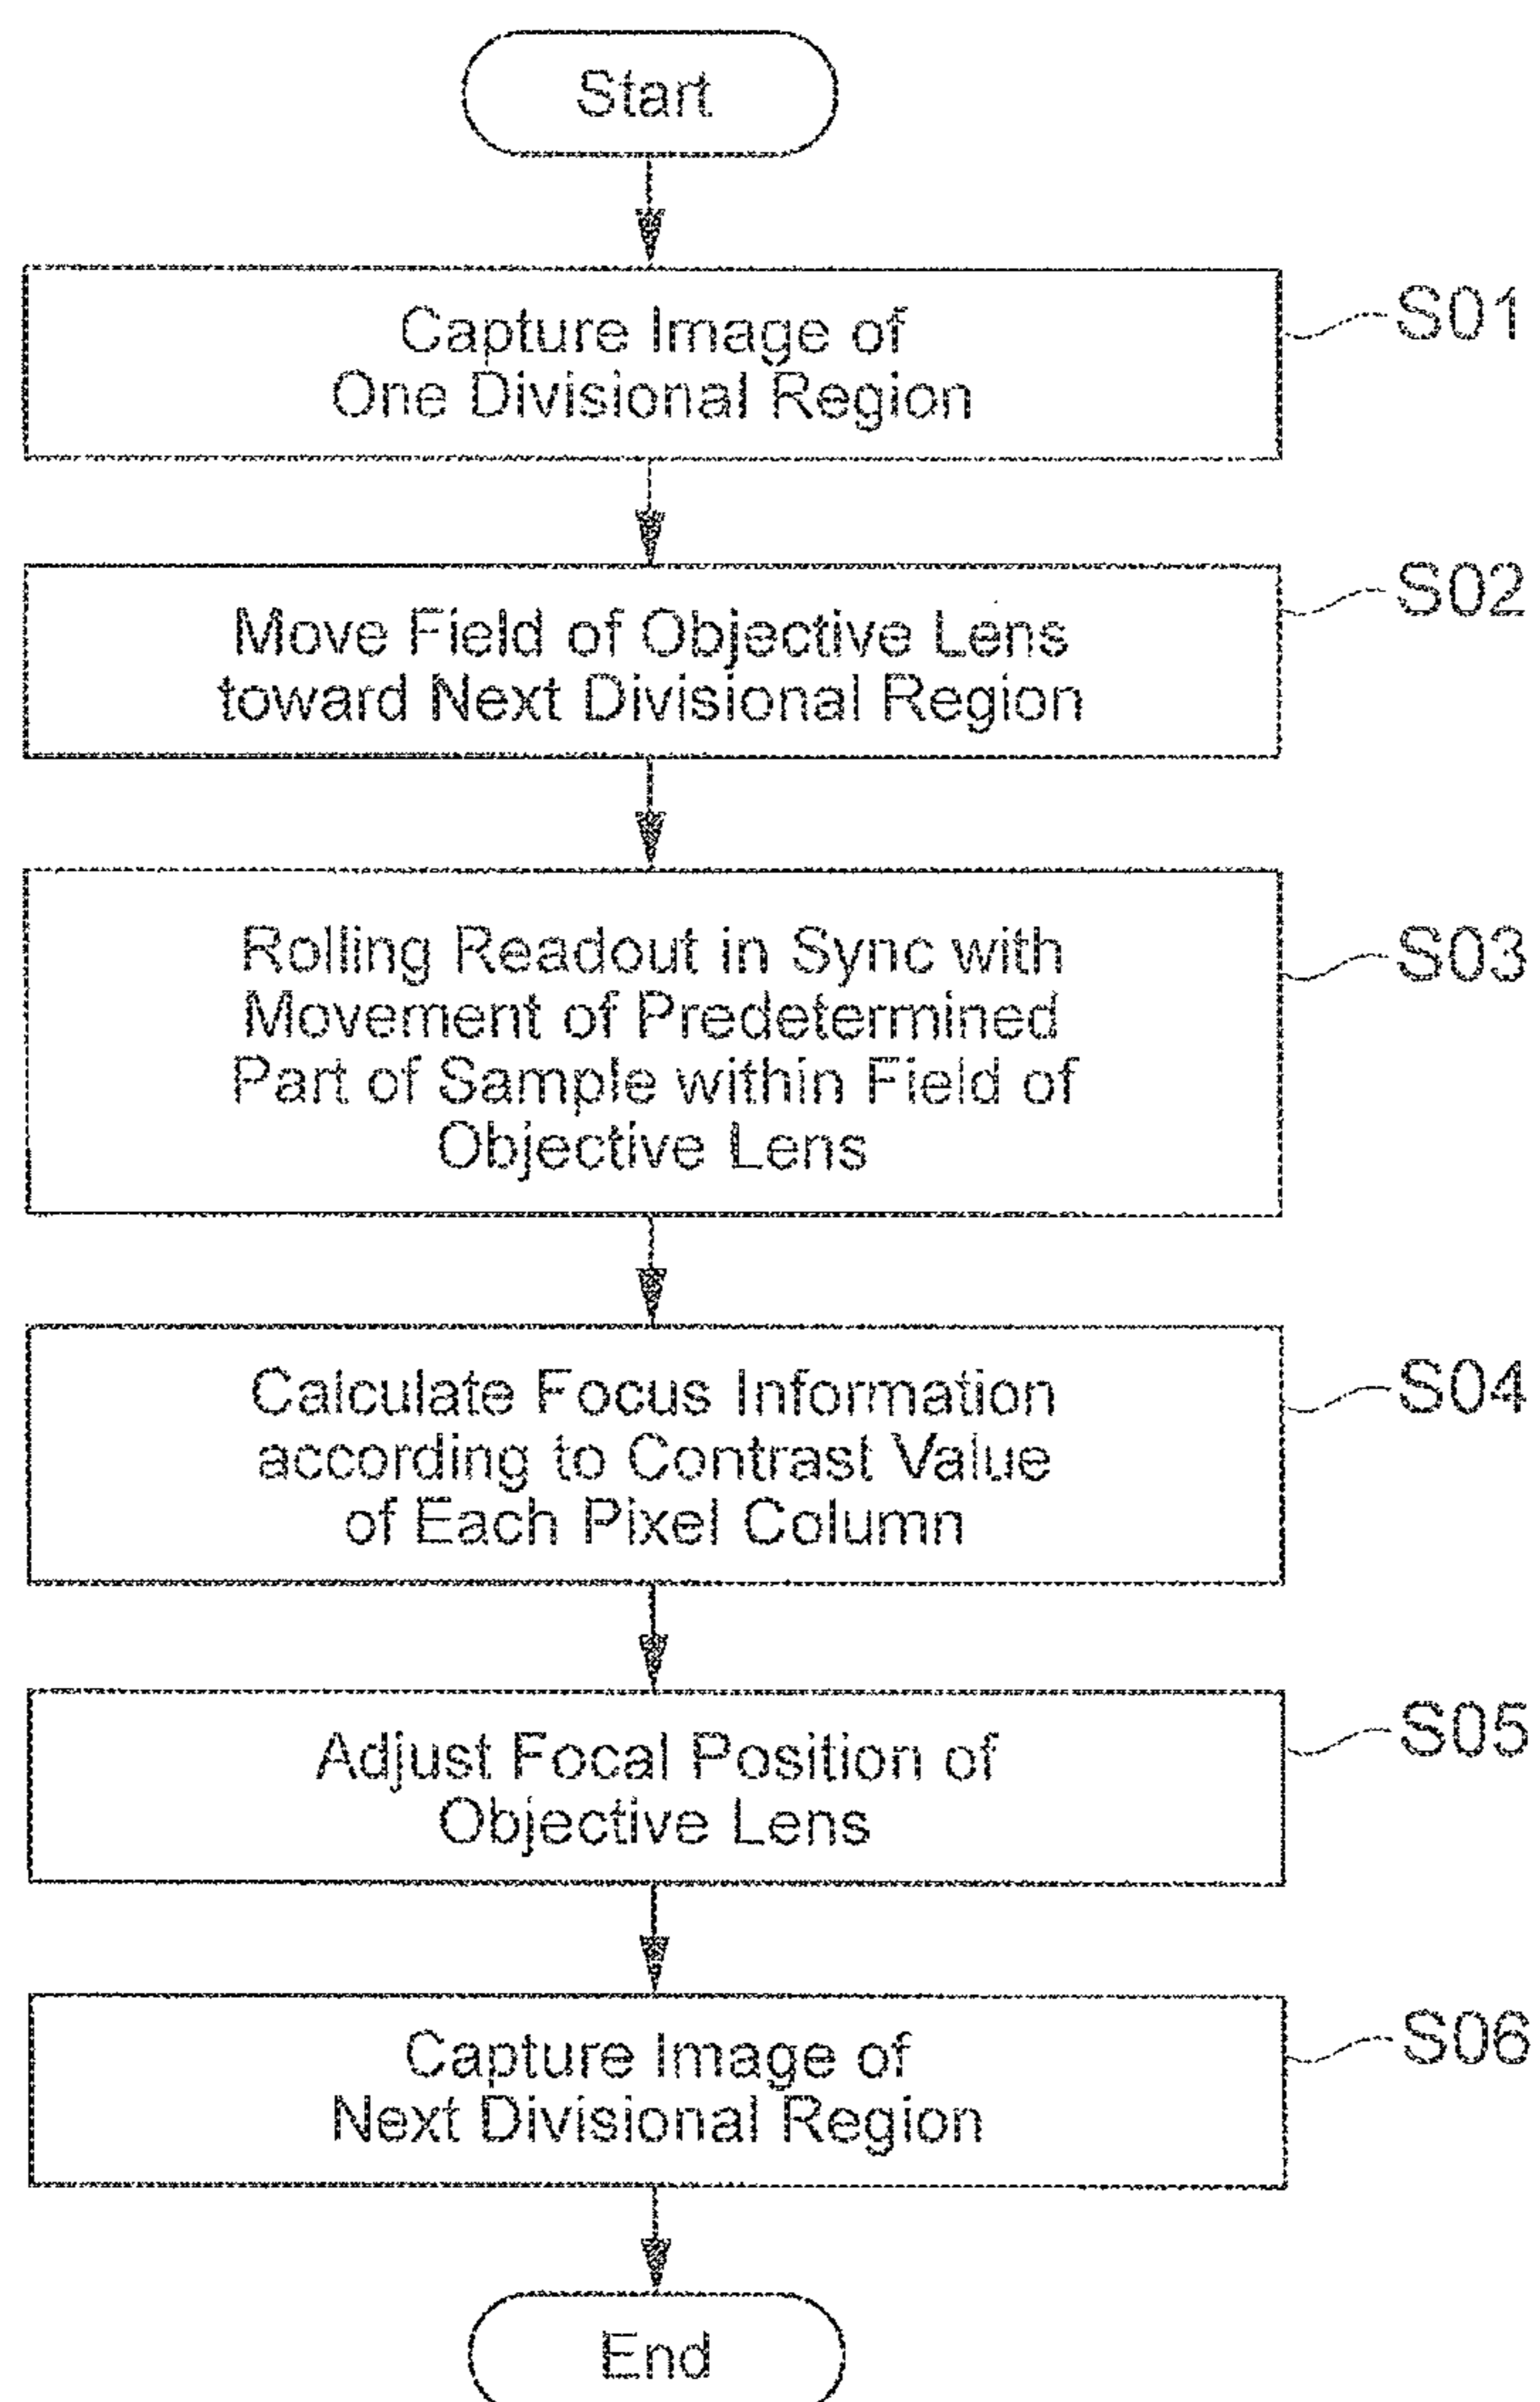 Start
Capture Image of
One Divisional Region
S01
Move Field of Objective Lens
toward Next Divisional Region
S02
Rolling Readout in Sync with
Movement of Predetermined
Part of Sample within Field of
Objective Lens
S03
Calculate Focus Information
according to Contrast Value
of Each Pixel Column
S04
Adjust Focal Position of
Objective Lens
S05
Capture Image of
Next Divisional Region
S06
End